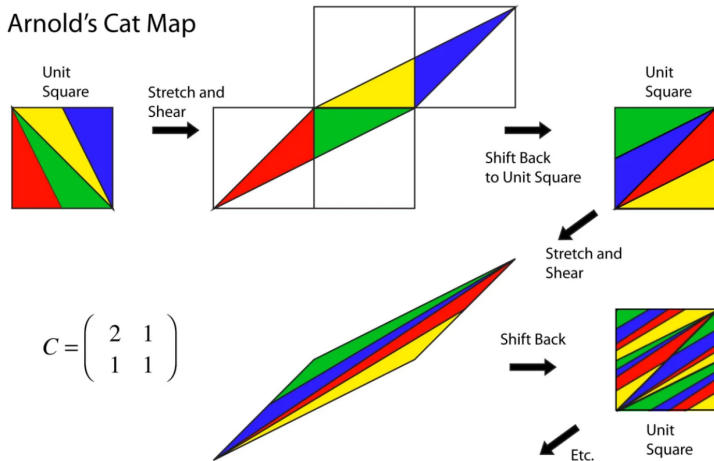 Arnold's Cat Map
Unit
Square
Stretch and
Shear
Shift Back
to Unit Square
Unit
Square
Stretch and
Shear
C = ( 2 1
1 1 )
Shift Back
Unit
Square
Etc.